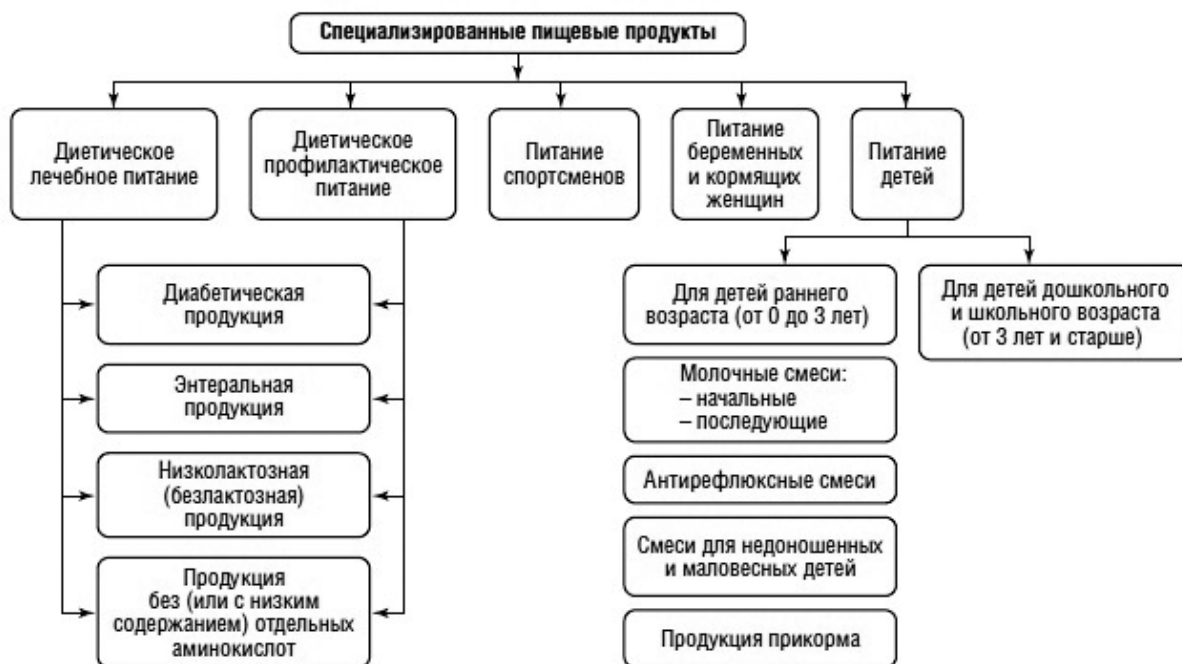 Специализированные пищевые продукты
Диетическое
лечебное питание
Диетическое
профилактическое
питание
Питание
спортсменов
Питание
беременных
и кормящих
женщин
Питание
детей
Диабетическая
продукция
Энтеральная
продукция
Низколактозная
(безлактозная)
продукция
Продукция
без (или с низким
содержанием) отдельных
аминокислот
Для детей раннего
возраста (от 0 до 3 лет)
Для детей дошкольного
и школьного возраста
(от 3 лет и старше)
Молочные смеси:
– начальные
– последующие
Антирефлюксные смеси
Смеси для недоношенных
и маловесных детей
Продукция прикорма